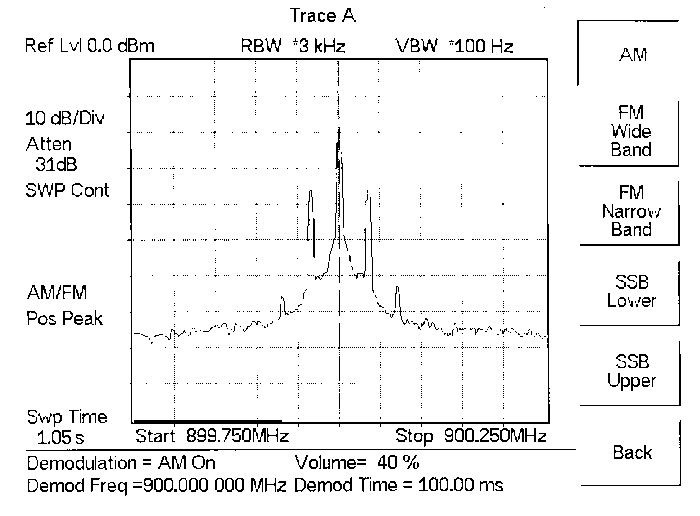 Trace A
Ref Lvl 0.0 dBm RBW *3 kHz VBW *100 Hz
10 dB/Div
Atten
31dB
SWP Cont
AM/FM
Pos Peak
Swp Time
1.05 s
Start 899.750MHz Stop 900.250MHz
Demodulation = AM On Volume= 40 %
Demod Freq =900.000 000 MHz Demod Time = 100.00 ms
AM
FM
Wide
Band
FM
Narrow
Band
SSB
Lower
SSB
Upper
Back